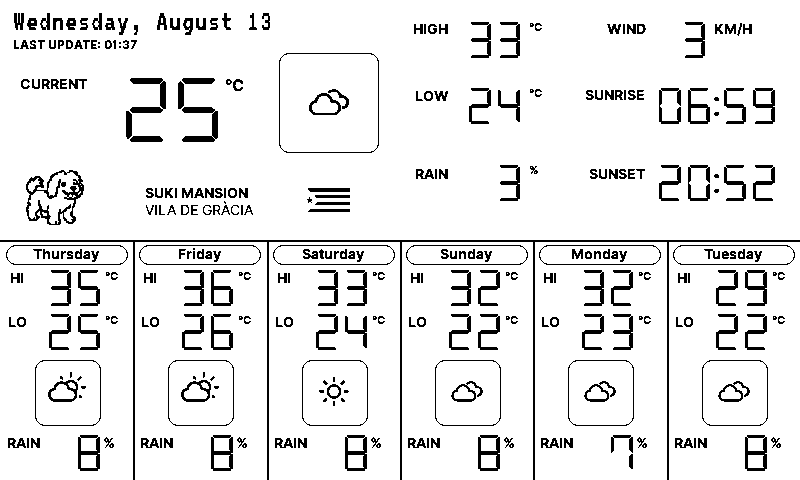 Wednesday, August 13
LAST UPDATE: 01:37
CURRENT 25 °C
SUKI MANSION
VILA DE GRÀCIA
HIGH 33 °C
LOW 24 °C
RAIN 3 %
WIND 3 KM/H
SUNRISE 06:59
SUNSET 20:52
Thursday
HI 35 °C
LO 25 °C
RAIN 8 %
Friday
HI 36 °C
LO 26 °C
RAIN 8 %
Saturday
HI 33 °C
LO 24 °C
RAIN 8 %
Sunday
HI 32 °C
LO 22 °C
RAIN 8 %
Monday
HI 32 °C
LO 23 °C
RAIN 7 %
Tuesday
HI 29 °C
LO 22 °C
RAIN 8 %